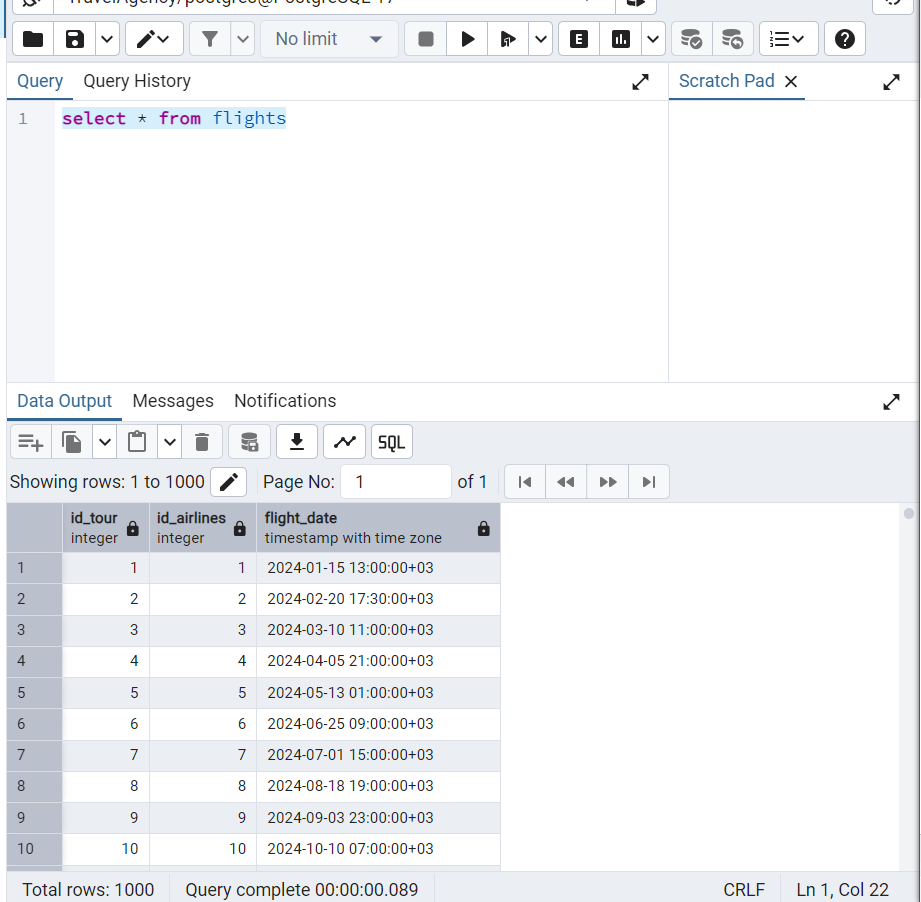 TravelAgency/postgres@PostgreSQL 17
No limit
E
Query Query History
Scratch Pad
1 select * from flights
Data Output Messages Notifications
SQL
Showing rows: 1 to 1000 Page No: 1 of 1
id_tour id_airlines flight_date
integer integer timestamp with time zone
1 1 1 2024-01-15 13:00:00+03
2 2 2 2024-02-20 17:30:00+03
3 3 3 2024-03-10 11:00:00+03
4 4 4 2024-04-05 21:00:00+03
5 5 5 2024-05-13 01:00:00+03
6 6 6 2024-06-25 09:00:00+03
7 7 7 2024-07-01 15:00:00+03
8 8 8 2024-08-18 19:00:00+03
9 9 9 2024-09-03 23:00:00+03
10 10 10 2024-10-10 07:00:00+03
Total rows: 1000 Query complete 00:00:00.089 CRLF Ln 1, Col 22